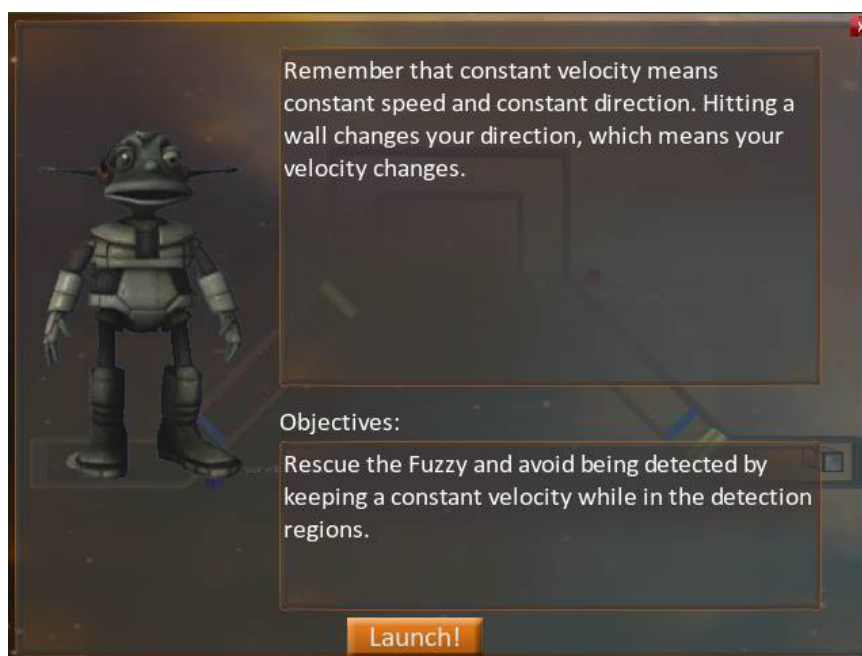 Remember that constant velocity means
constant speed and constant direction. Hitting a
wall changes your direction, which means your
velocity changes.
Objectives:
Rescue the Fuzzy and avoid being detected by
keeping a constant velocity while in the detection
regions.
Launch!